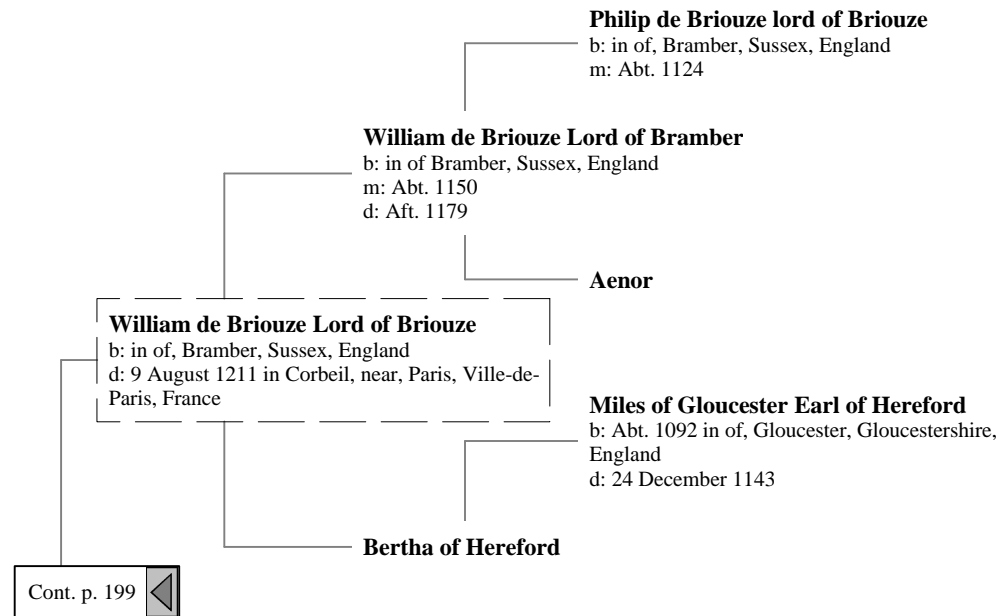 Philip de Briouze lord of Briouze
b: in of, Bramber, Sussex, England
m: Abt. 1124
William de Briouze Lord of Bramber
b: in of Bramber, Sussex, England
m: Abt. 1150
d: Aft. 1179
Aenor
William de Briouze Lord of Briouze
b: in of, Bramber, Sussex, England
d: 9 August 1211 in Corbeil, near, Paris, Ville-de-
Paris, France
Miles of Gloucester Earl of Hereford
b: Abt. 1092 in of, Gloucester, Gloucestershire,
England
d: 24 December 1143
Bertha of Hereford
Cont. p. 199